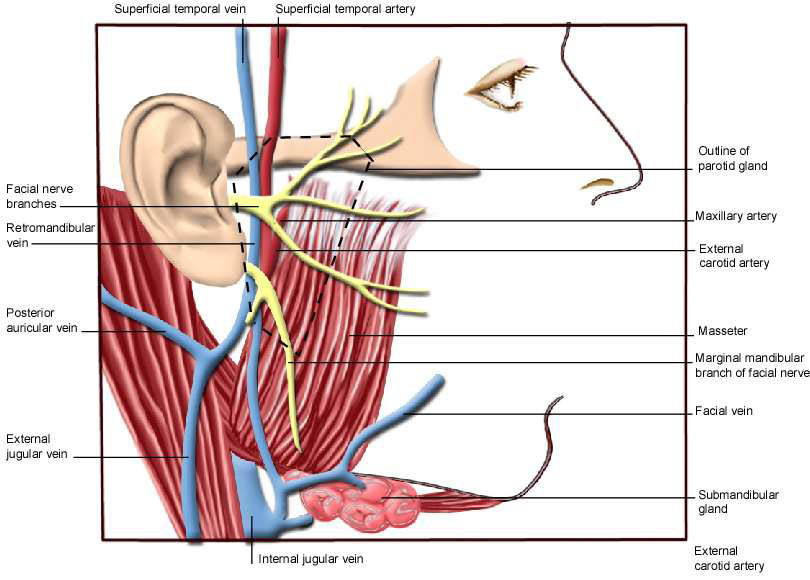 Superficial temporal vein
Superficial temporal artery
Outline of
parotid gland
Facial nerve
branches
Maxillary artery
Retromandibular
vein
External
carotid artery
Posterior
auricular vein
Masseter
Marginal mandibular
branch of facial nerve
Facial vein
External
jugular vein
Submandibular
gland
Internal jugular vein
External
carotid artery